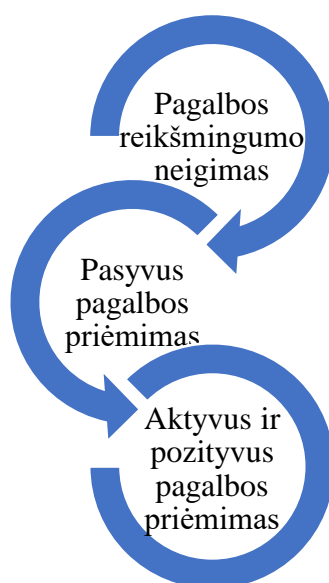 Pagalbos
reikšmingumo
neigimas
Pasyvus
pagalbos
priėmimas
Aktyvus ir
pozityvus
pagalbos
priėmimas